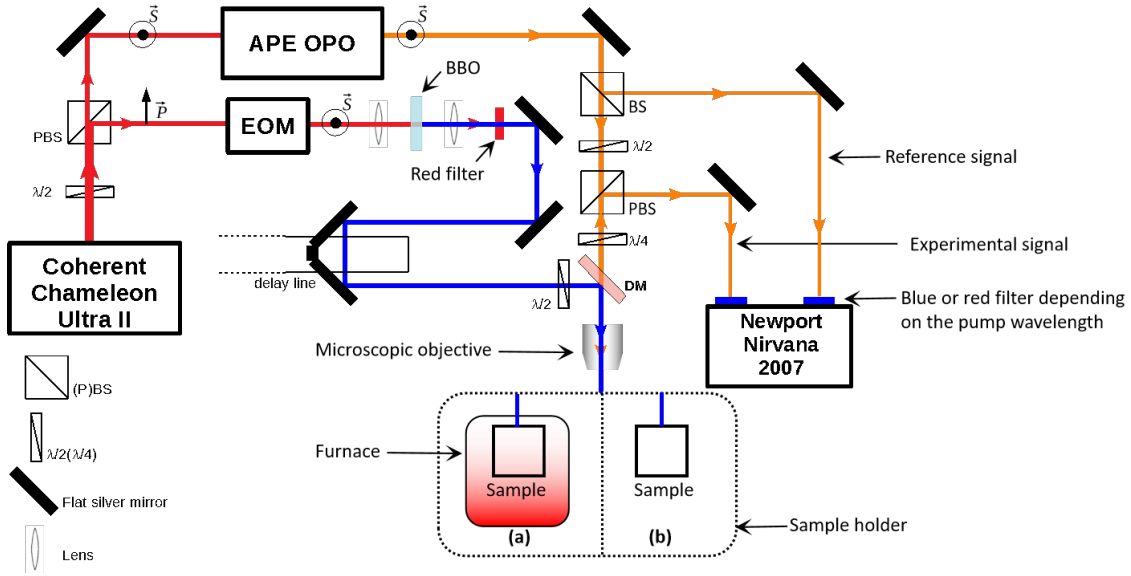 S⃗
APE OPO
S⃗
BBO
BS
PBS
P⃗
EOM
S⃗
λ/2
Reference signal
Red filter
λ/2
PBS
λ/4
Experimental signal
Coherent
Chameleon
Ultra II
delay line
λ/2
DM
Blue or red filter depending
on the pump wavelength
Newport
Nirvana
2007
Microscopic objective
(P)BS
λ/2(λ/4)
Furnace
Sample
Sample
Flat silver mirror
Sample holder
(a)
(b)
Lens